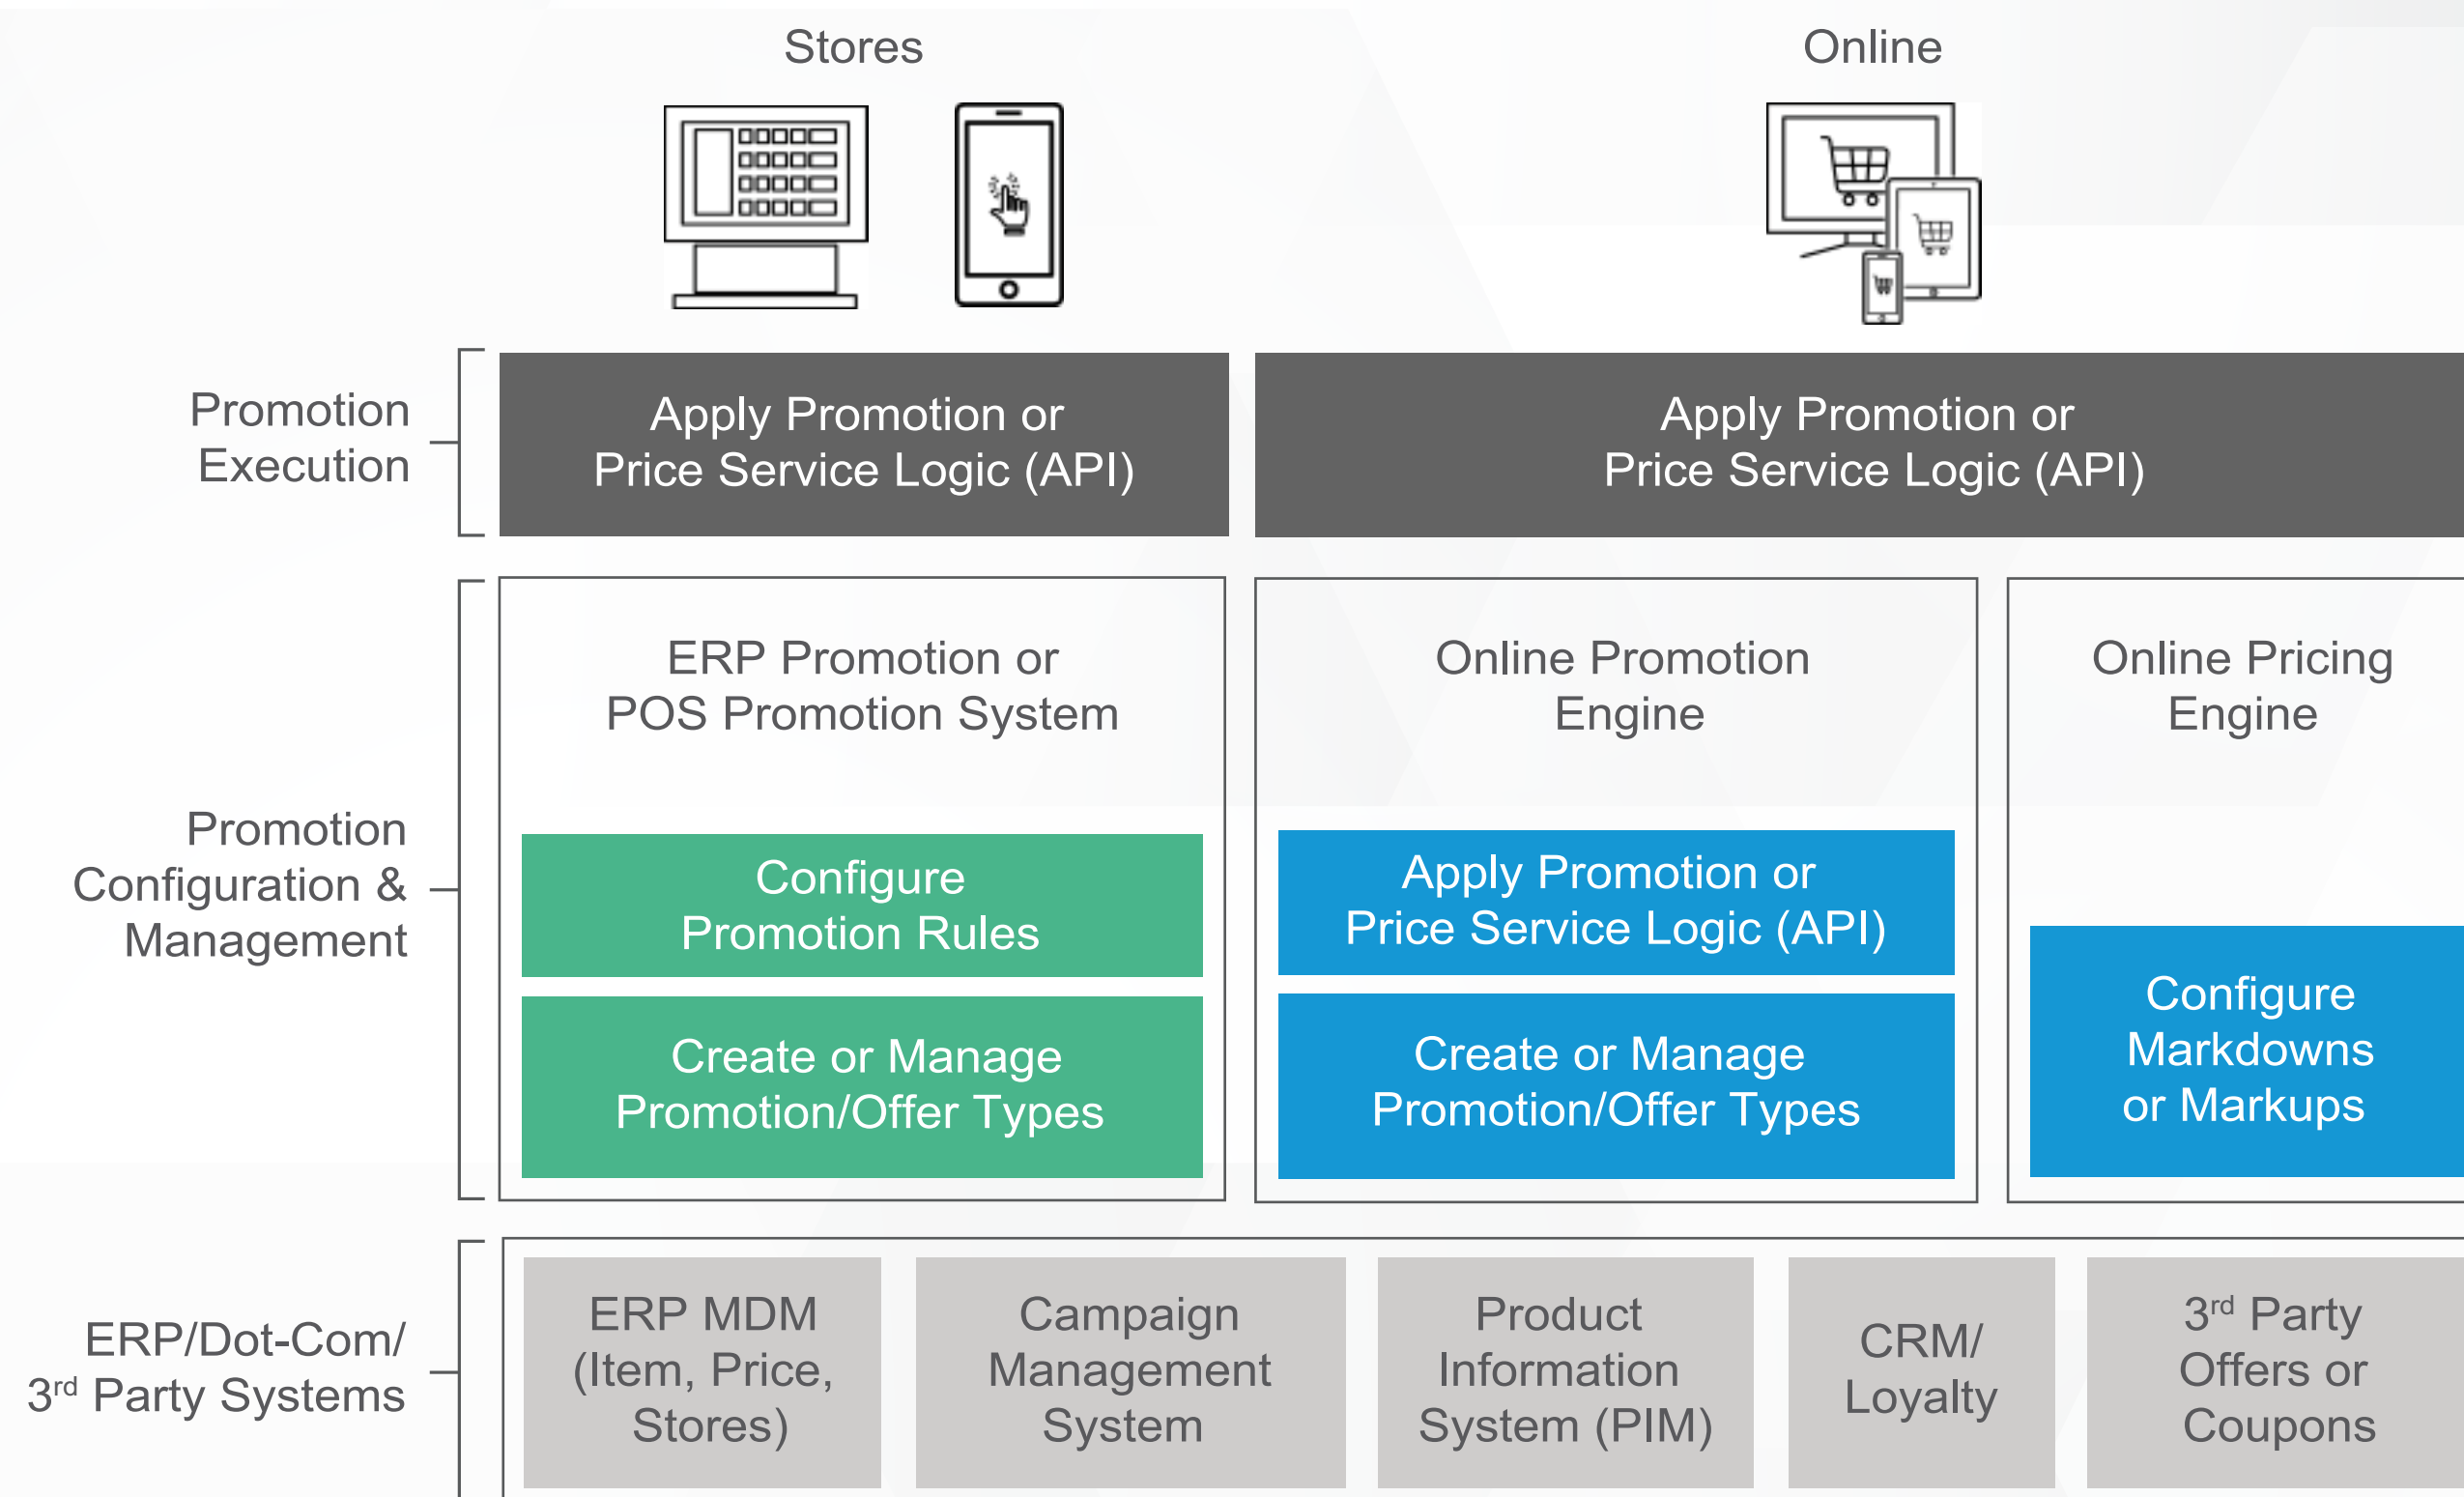 Stores
Online
Promotion
Execution
Apply Promotion or
Price Service Logic (API)
Apply Promotion or
Price Service Logic (API)
Promotion
Configuration &
Management
ERP Promotion or
POS Promotion System
Configure
Promotion Rules
Create or Manage
Promotion/Offer Types
Online Promotion
Engine
Apply Promotion or
Price Service Logic (API)
Create or Manage
Promotion/Offer Types
Online Pricing
Engine
Configure
Markdowns
or Markups
ERP/Dot-Com/
3rd Party Systems
ERP MDM
(Item, Price,
Stores)
Campaign
Management
System
Product
Information
System (PIM)
CRM/
Loyalty
3rd Party
Offers or
Coupons